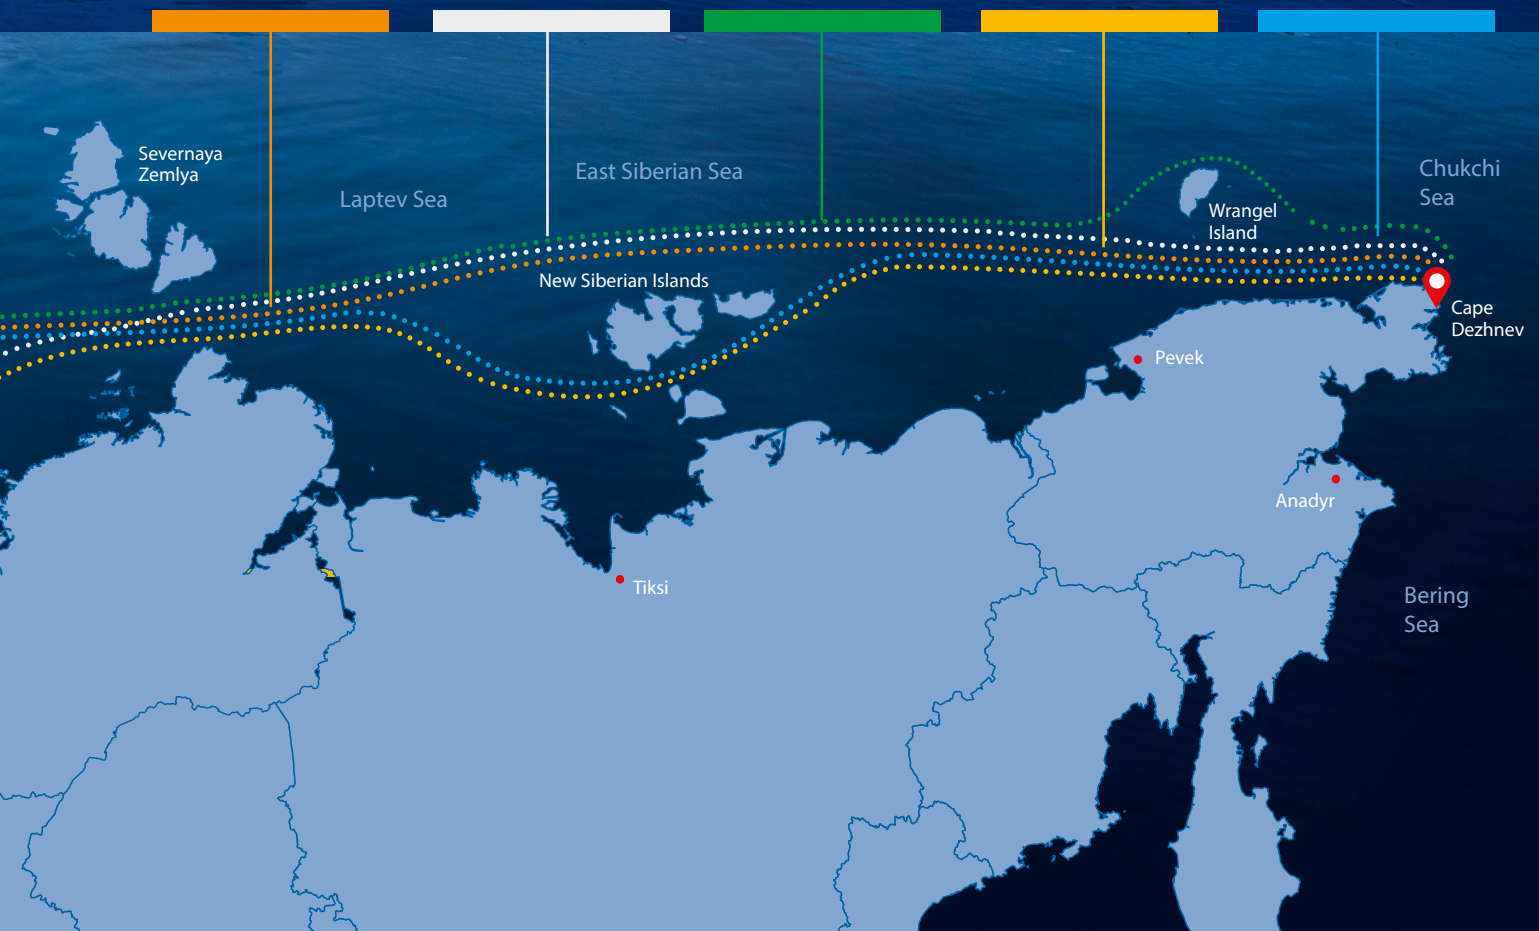 Severnaya
Zemlya
Laptev Sea
East Siberian Sea
New Siberian Islands
Wrangel
Island
Chukchi
Sea
Cape
Dezhnev
Pevek
Anadyr
Tiksi
Bering
Sea